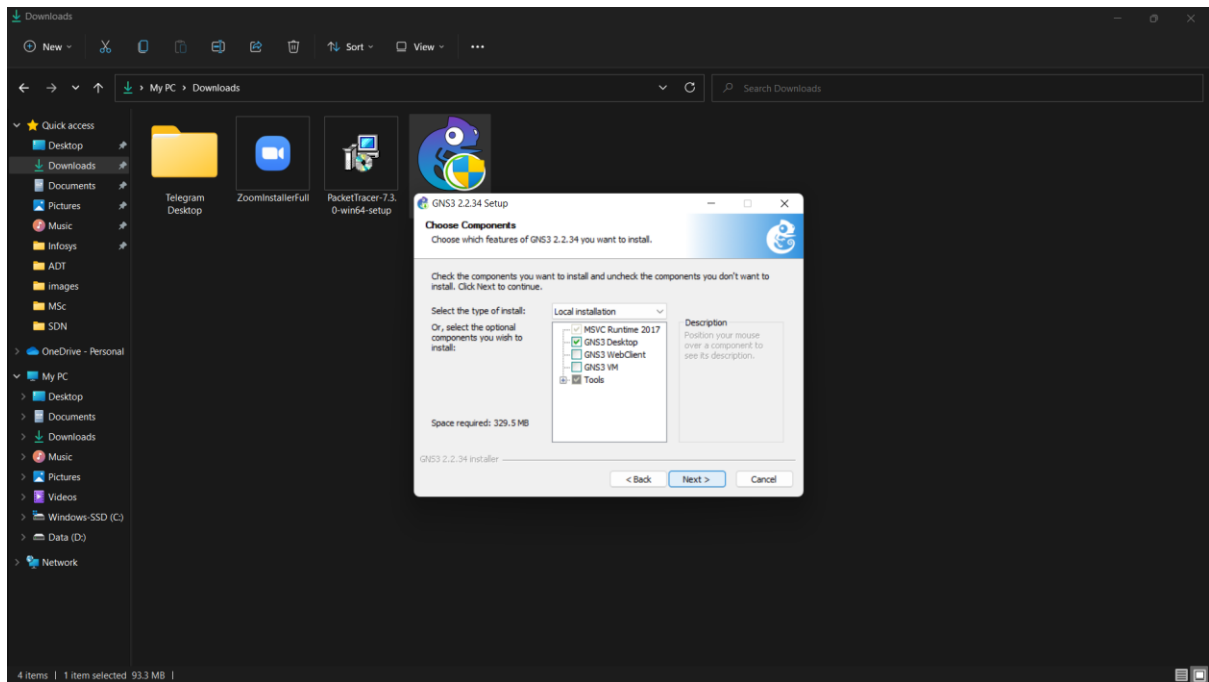 Downloads
New
Sort
View
My PC > Downloads
Search Downloads
Quick access
Desktop
Downloads
Documents
Pictures
Music
Infosys
ADT
images
MSc
SDN
OneDrive - Personal
My PC
Desktop
Documents
Downloads
Music
Pictures
Videos
Windows-SSD (C:)
Data (D:)
Network
Telegram
Desktop
ZoomInstallerFull
PacketTracer-7.3.
0-win64-setup
GNS3 2.2.34 Setup
Choose Components
Choose which features of GNS3 2.2.34 you want to install.
Check the components you want to install and uncheck the components you don't want to
install. Click Next to continue.
Select the type of install:
Local installation
Or, select the optional
components you wish to
install:
MSVC Runtime 2017
GNS3 Desktop
GNS3 WebClient
GNS3 VM
Tools
Description
Position your mouse
over a component to
see its description.
Space required: 329.5 MB
GNS3 2.2.34 installer
< Back
Next >
Cancel
4 items | 1 item selected 93.3 MB |